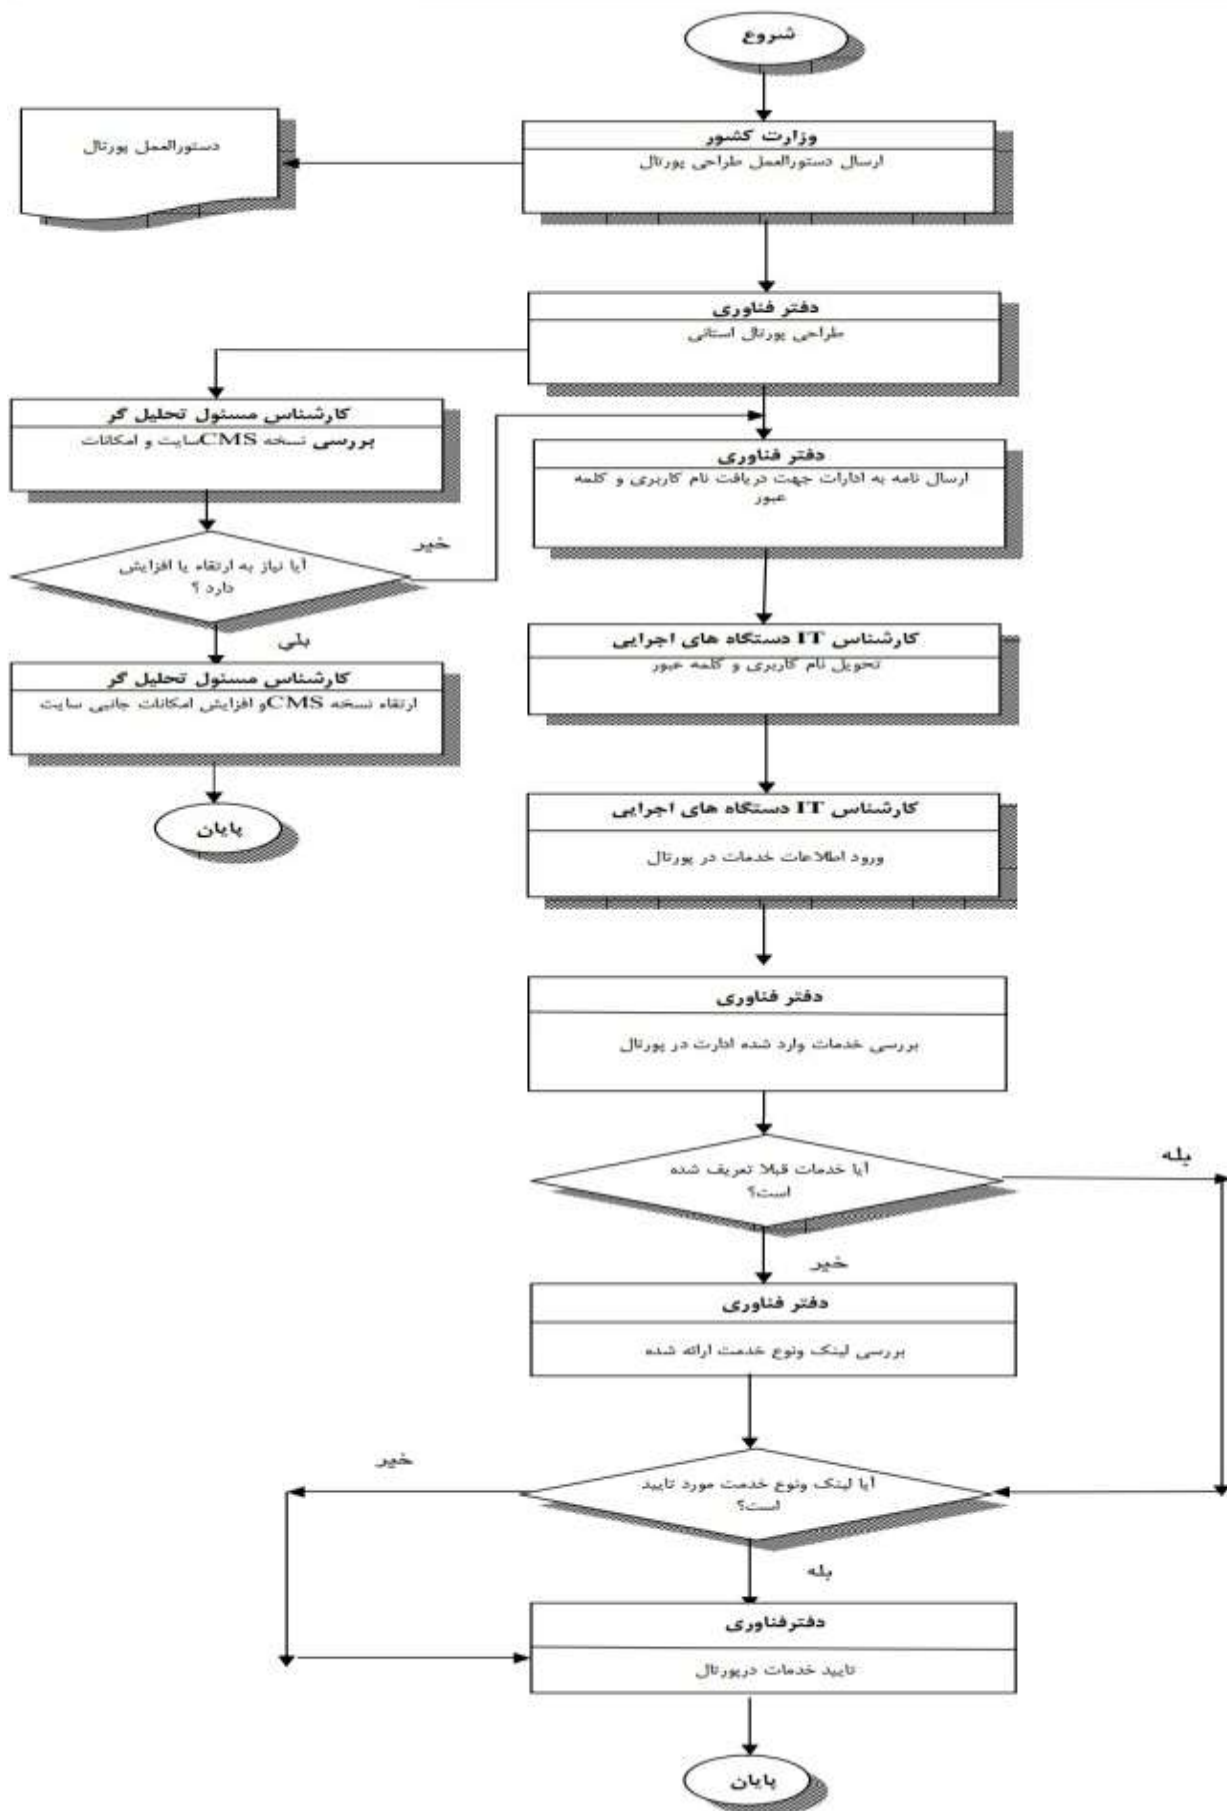 شروع
وزارت کشور
ارسال دستورالعمل طراحی پورتال
دستورالعمل پورتال
دفتر فناوری
طراحی پورتال استانی
کارشناس مسئول تحلیل گر
بررسی نسخه CMSسایت و امکانات
دفتر فناوری
ارسال نامه به ادارات جهت دریافت نام کاربری و کلمه
عبور
خیر
آیا نیاز به ارتقاء یا افزایش
دارد ؟
بلی
کارشناس مسئول تحلیل گر
ارتقاء نسخه CMSو افزایش امکانات جانبی سایت
پایان
کارشناس IT دستگاه های اجرایی
تحویل نام کاربری و کلمه عبور
کارشناس IT دستگاه های اجرایی
ورود اطلاعات خدمات در پورتال
دفتر فناوری
بررسی خدمات وارد شده ادارت در پورتال
آیا خدمات قبلا تعریف شده
است؟
بله
خیر
دفتر فناوری
بررسی لینک ونوع خدمت ارائه شده
آیا لینک ونوع خدمت مورد تایید
است؟
خیر
بله
دفترفناوری
تایید خدمات درپورتال
پایان